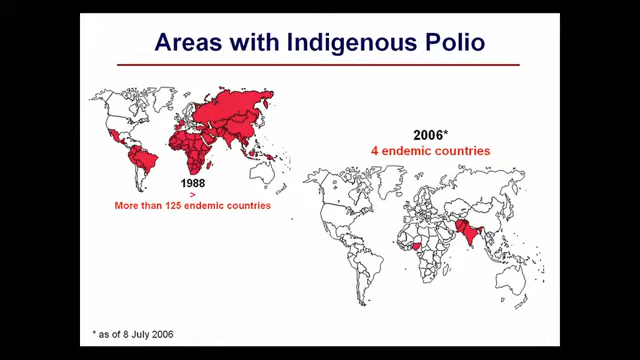 Areas with Indigenous Polio
1988
>
More than 125 endemic countries
2006*
4 endemic countries
* as of 8 July 2006